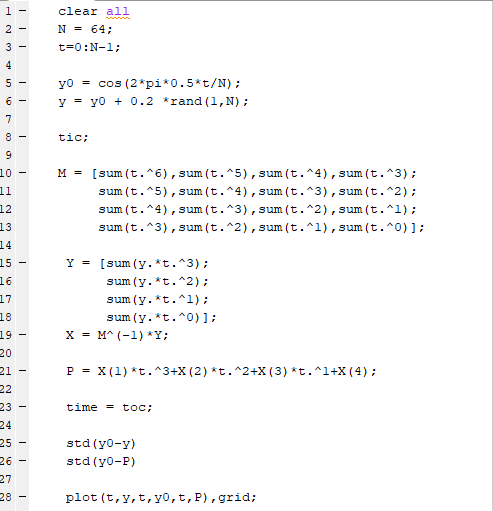 1 - clear all
2 - N = 64;
3 - t=0:N-1;
4
5 - y0 = cos(2*pi*0.5*t/N);
6 - y = y0 + 0.2 *rand(1,N);
7
8 - tic;
9
10 - M = [sum(t.^6),sum(t.^5),sum(t.^4),sum(t.^3);
11 sum(t.^5),sum(t.^4),sum(t.^3),sum(t.^2);
12 sum(t.^4),sum(t.^3),sum(t.^2),sum(t.^1);
13 sum(t.^3),sum(t.^2),sum(t.^1),sum(t.^0)];
14
15 - Y = [sum(y.*t.^3);
16 sum(y.*t.^2);
17 sum(y.*t.^1);
18 sum(y.*t.^0)];
19 - X = M^(-1)*Y;
20
21 - P = X(1)*t.^3+X(2)*t.^2+X(3)*t.^1+X(4);
22
23 - time = toc;
24
25 - std(y0-y)
26 - std(y0-P)
27
28 - plot(t,y,t,y0,t,P),grid;